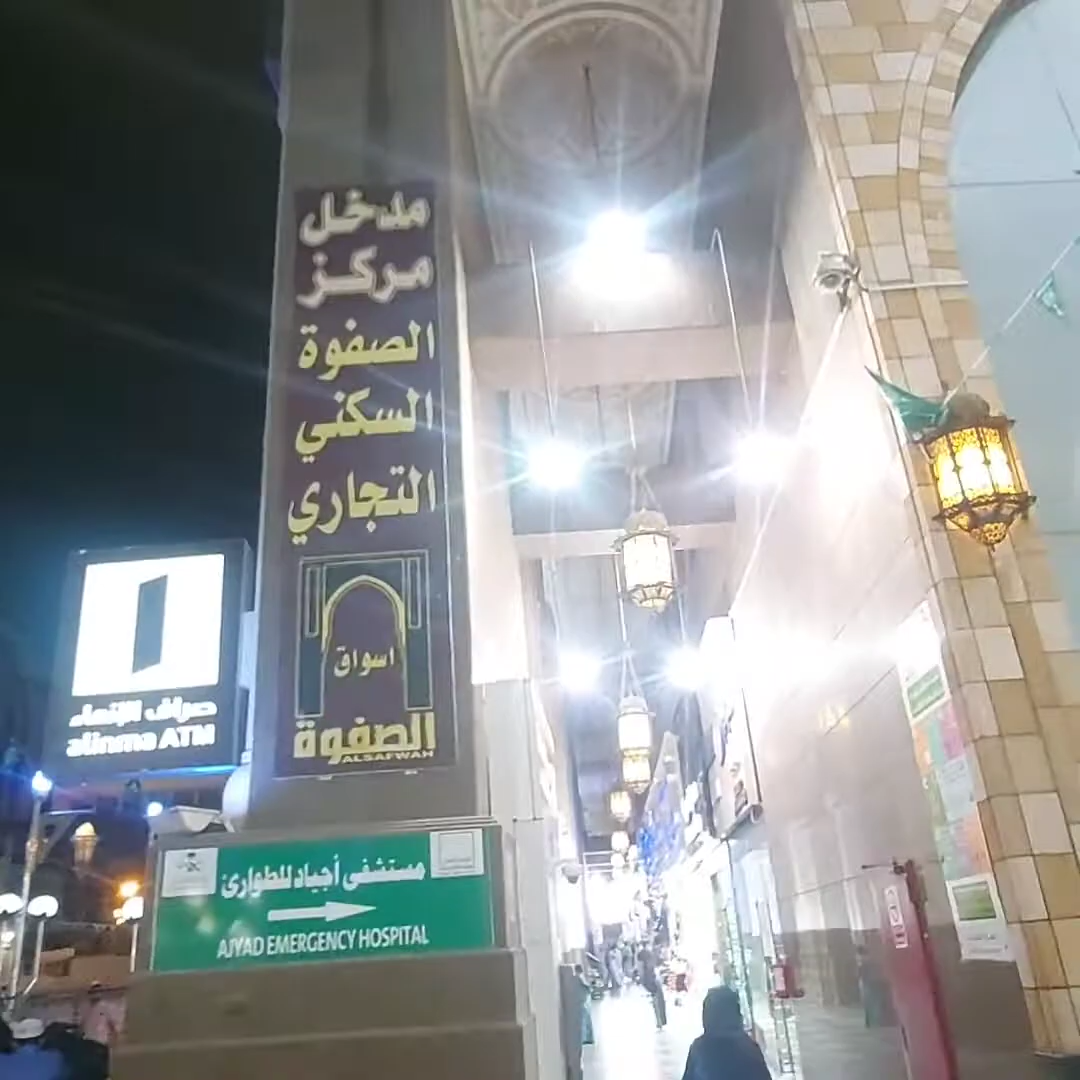 مدخل
مركز
الصفوة
السكني
التجاري
اسواق
الصفوة
ALSAFWAH
صراف الإنماء
alinma ATM
مستشفى أجياد للطوارئ
AJYAD EMERGENCY HOSPITAL